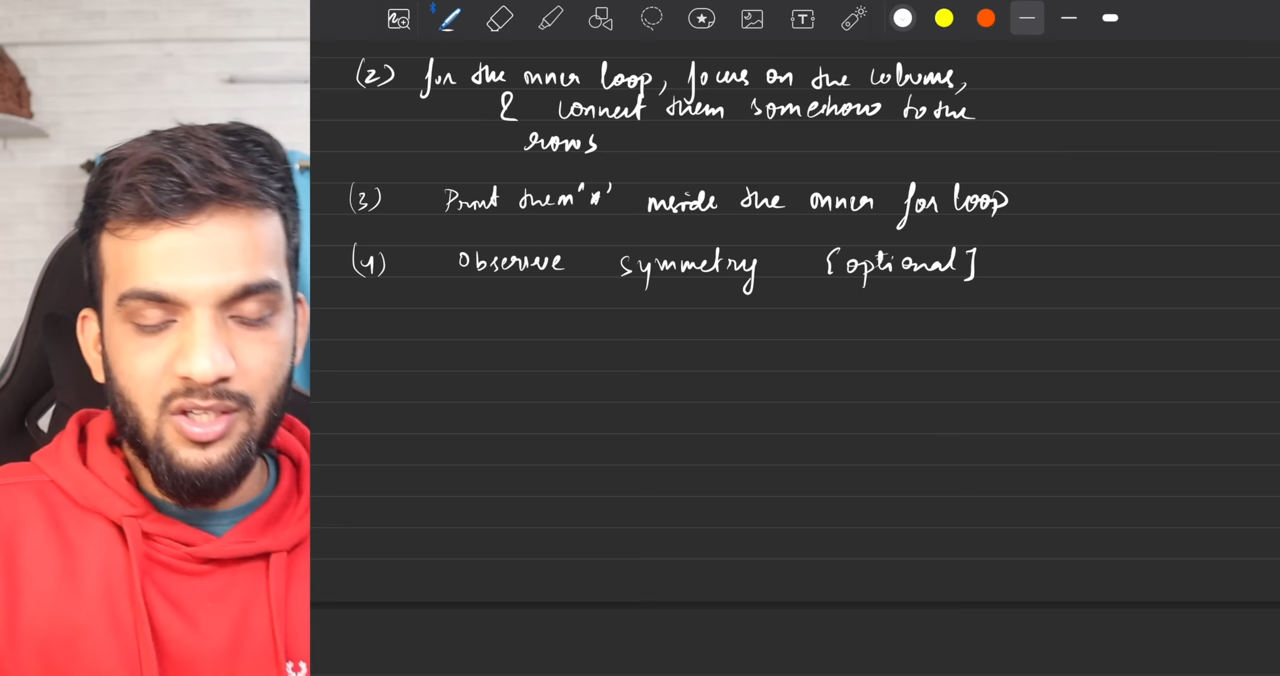 (2) for the inner loop, focus on the columns,
& connect them somehow to the
rows
(3) Print them '*' inside the inner for loop
(4) Observe symmetry [optional]